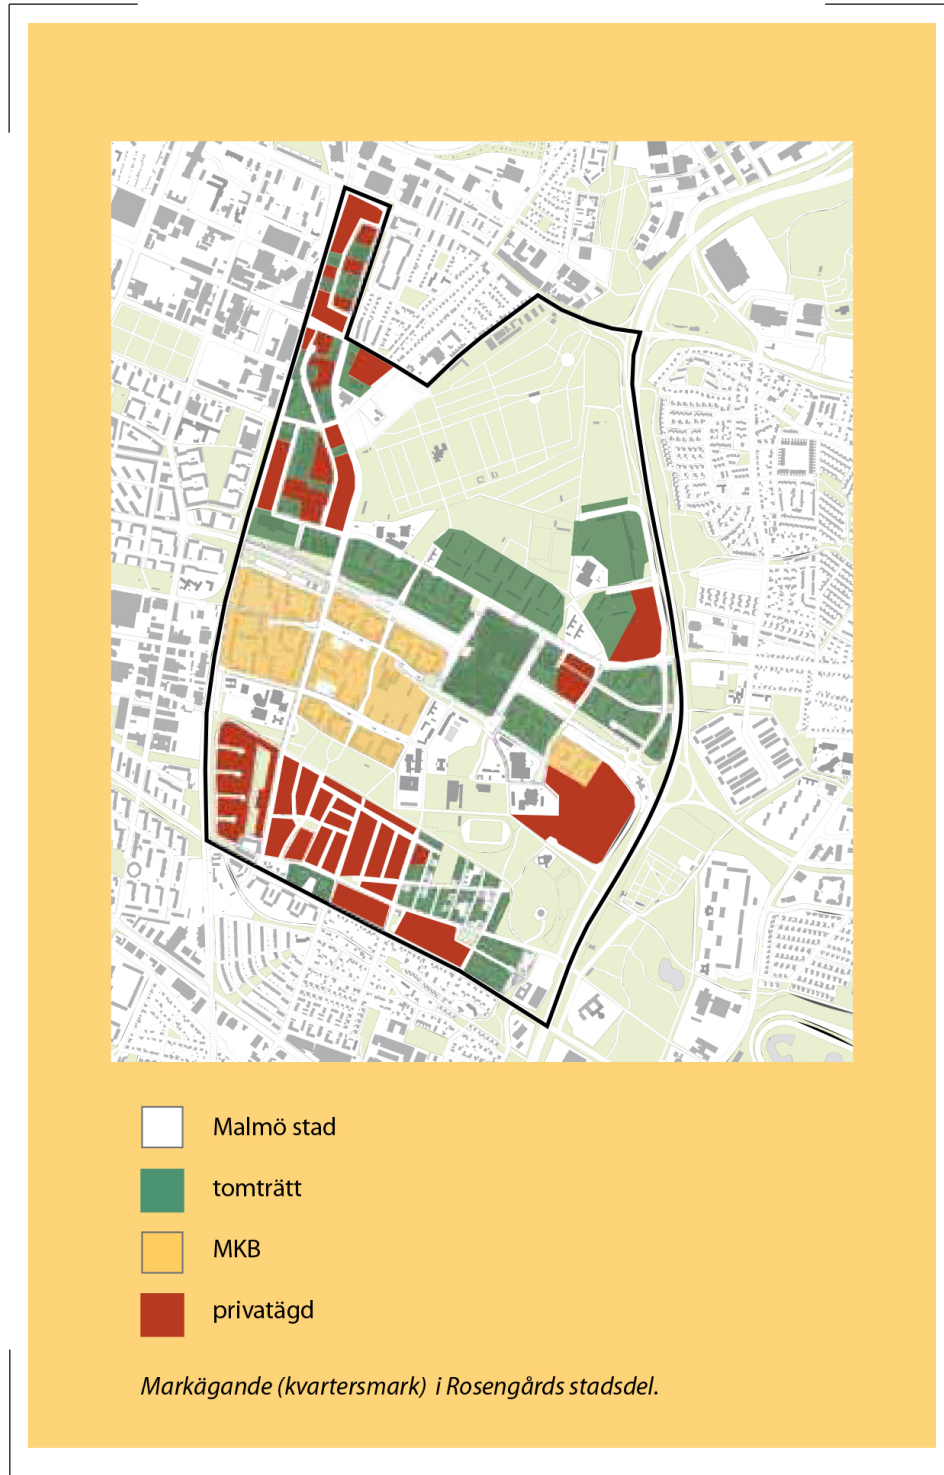 Malmö stad
tomträtt
MKB
privatägd
Markägande (kvartersmark) i Rosengårds stadsdel.